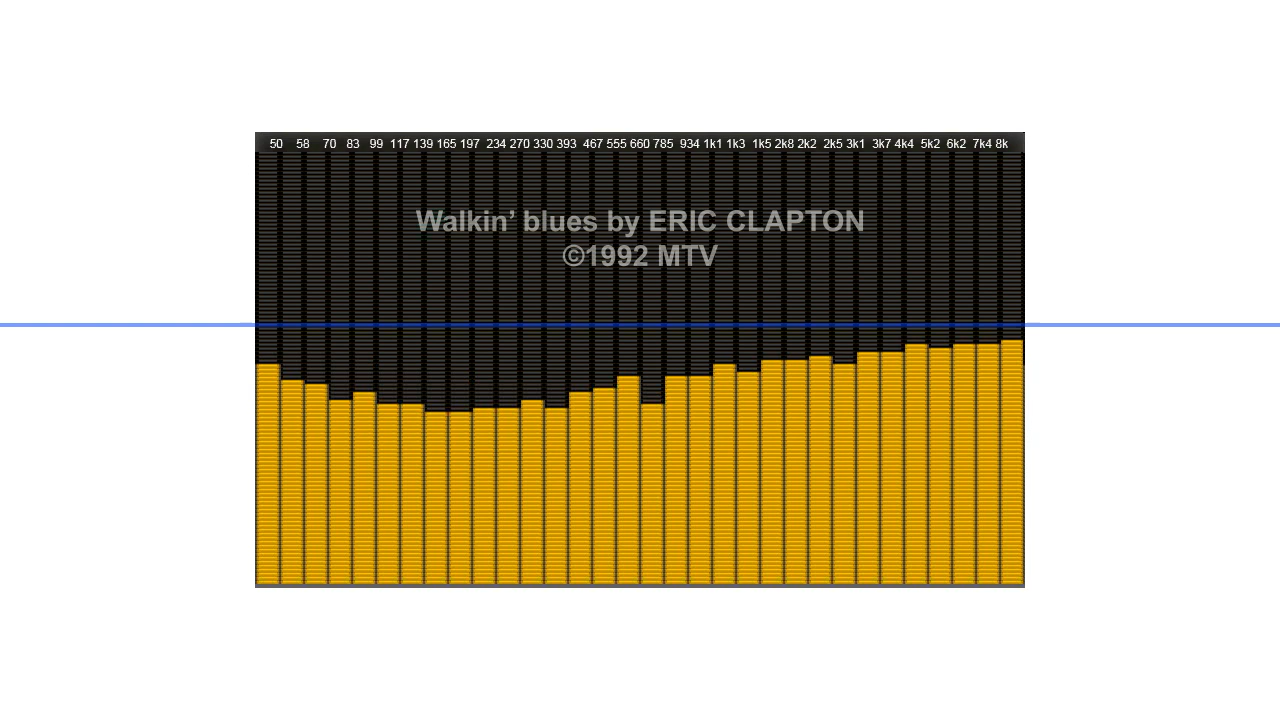 50 58 70 83 99 117 139 165 197 234 270 330 393 467 555 660 785 934 1k1 1k3 1k5 2k8 2k2 2k5 3k1 3k7 4k4 5k2 6k2 7k4 8k
Walkin’ blues by ERIC CLAPTON
©1992 MTV